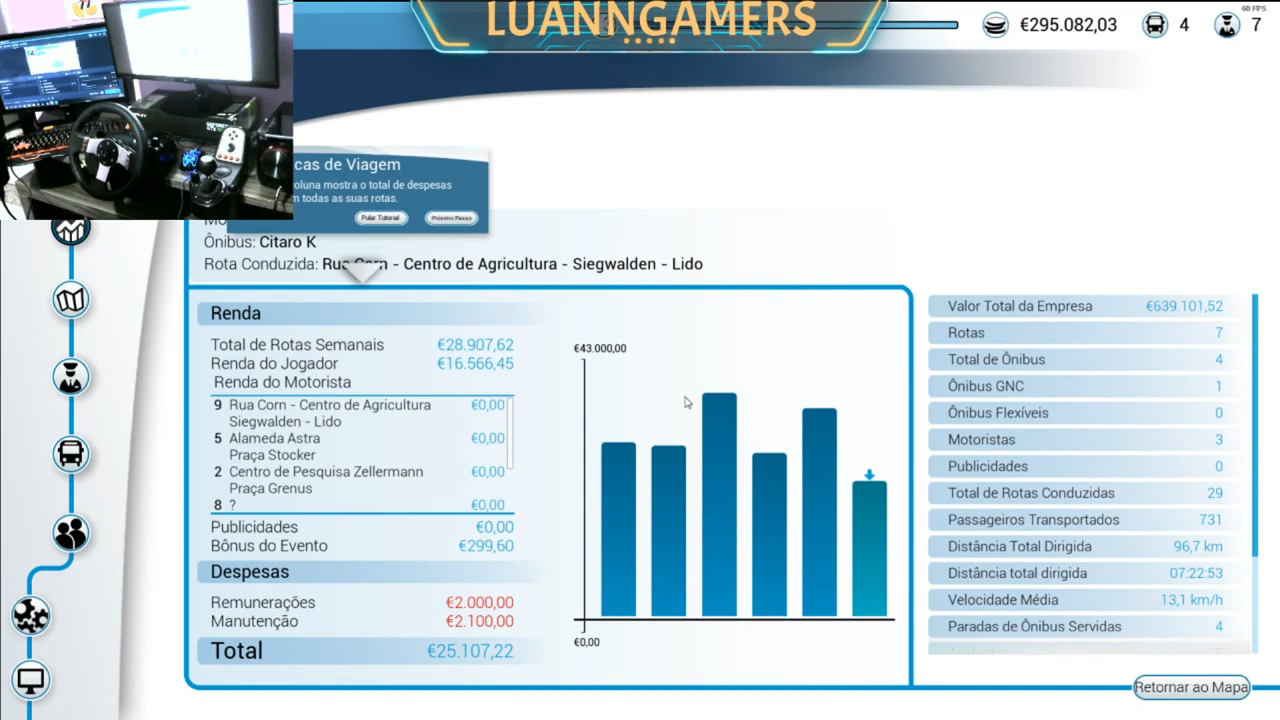 LUANNGAMERS
60 FPS
€295.082,03
4
7
cas de Viagem
oluna mostra o total de despesas
m todas as suas rotas.
Pular Tutorial
Próximo Passo
Ônibus: Citaro K
Rota Conduzida: Rua Corn - Centro de Agricultura - Siegwalden - Lido
Renda
Total de Rotas Semanais €28.907,62
Renda do Jogador €16.566,45
Renda do Motorista
9 Rua Corn - Centro de Agricultura €0,00
Siegwalden - Lido
5 Alameda Astra €0,00
Praça Stocker
2 Centro de Pesquisa Zellermann €0,00
Praça Grenus
8 ? €0,00
Publicidades €0,00
Bônus do Evento €299,60
Despesas
Remunerações €2.000,00
Manutenção €2.100,00
Total €25.107,22
€43.000,00
€0,00
Valor Total da Empresa €639.101,52
Rotas 7
Total de Ônibus 4
Ônibus GNC 1
Ônibus Flexíveis 0
Motoristas 3
Publicidades 0
Total de Rotas Conduzidas 29
Passageiros Transportados 731
Distância Total Dirigida 96,7 km
Distância total dirigida 07:22:53
Velocidade Média 13,1 km/h
Paradas de Ônibus Servidas 4
Retornar ao Mapa